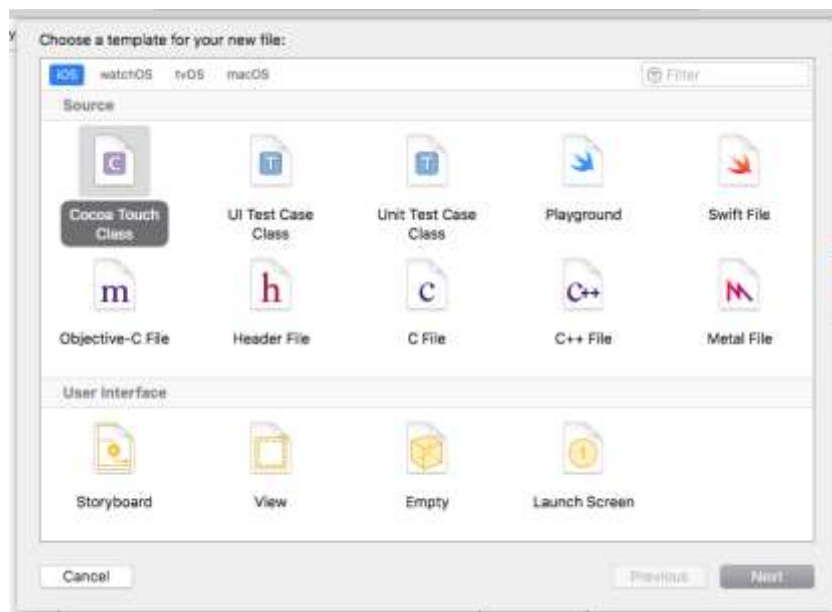 y
Choose a template for your new file:
iOS watchOS tvOS macOS Filter
Source
C T T
Cocoa Touch Class UI Test Case Class Unit Test Case Class Playground Swift File
m h c C++
Objective-C File Header File C File C++ File Metal File
User Interface
Storyboard View Empty Launch Screen
1
Cancel Previous Next